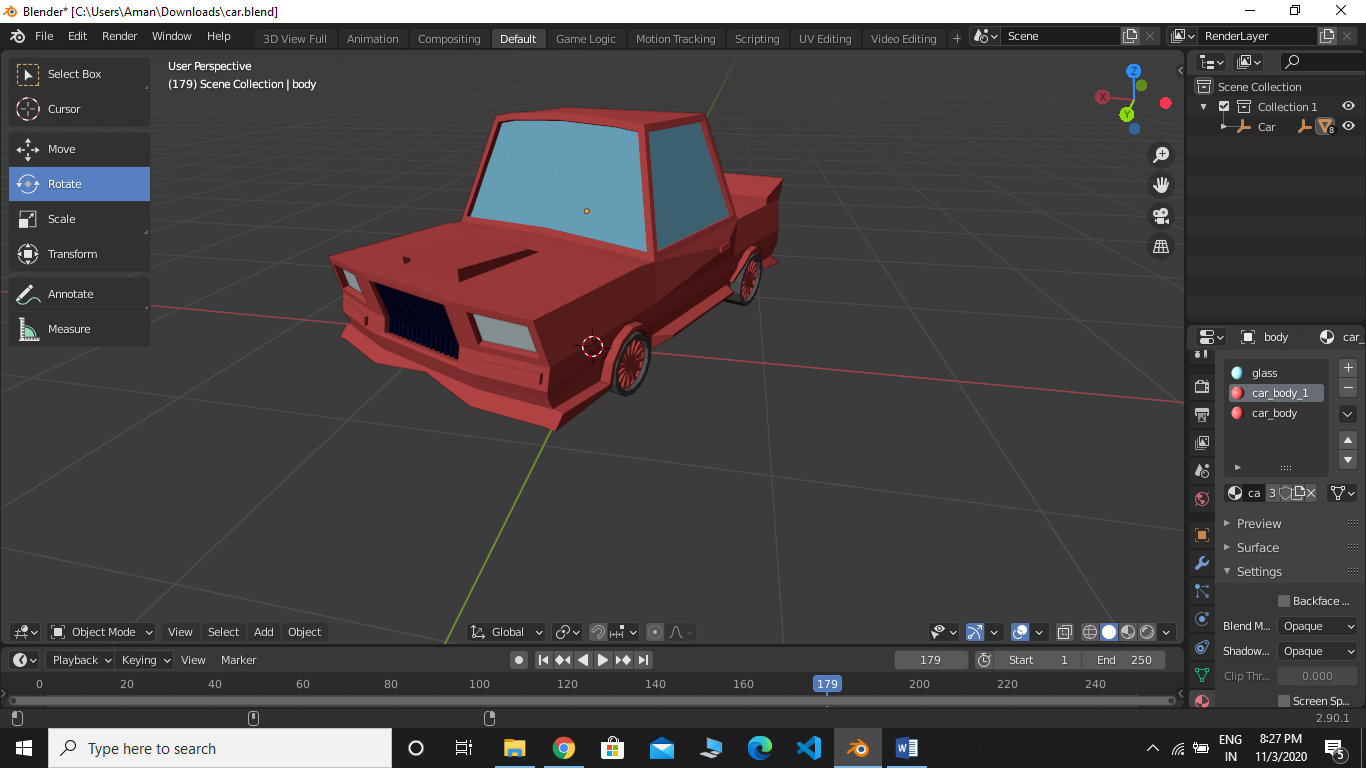 Blender* [C:\Users\Aman\Downloads\car.blend]
File Edit Render Window Help 3D View Full Animation Compositing Default Game Logic Motion Tracking Scripting UV Editing Video Editing + Scene RenderLayer
Select Box
Cursor
Move
Rotate
Scale
Transform
Annotate
Measure
User Perspective
(179) Scene Collection | body
Z
X
Y
Scene Collection
Collection 1
Car 8
body car_
glass
car_body_1
car_body
ca 3
Preview
Surface
Settings
Backface ...
Blend M... Opaque
Shadow... Opaque
Clip Thr... 0.000
Screen Sp...
Object Mode View Select Add Object Global
Playback Keying View Marker 179 Start 1 End 250
0 20 40 60 80 100 120 140 160 179 200 220 240
2.90.1
Type here to search
ENG
IN
8:27 PM
11/3/2020
5